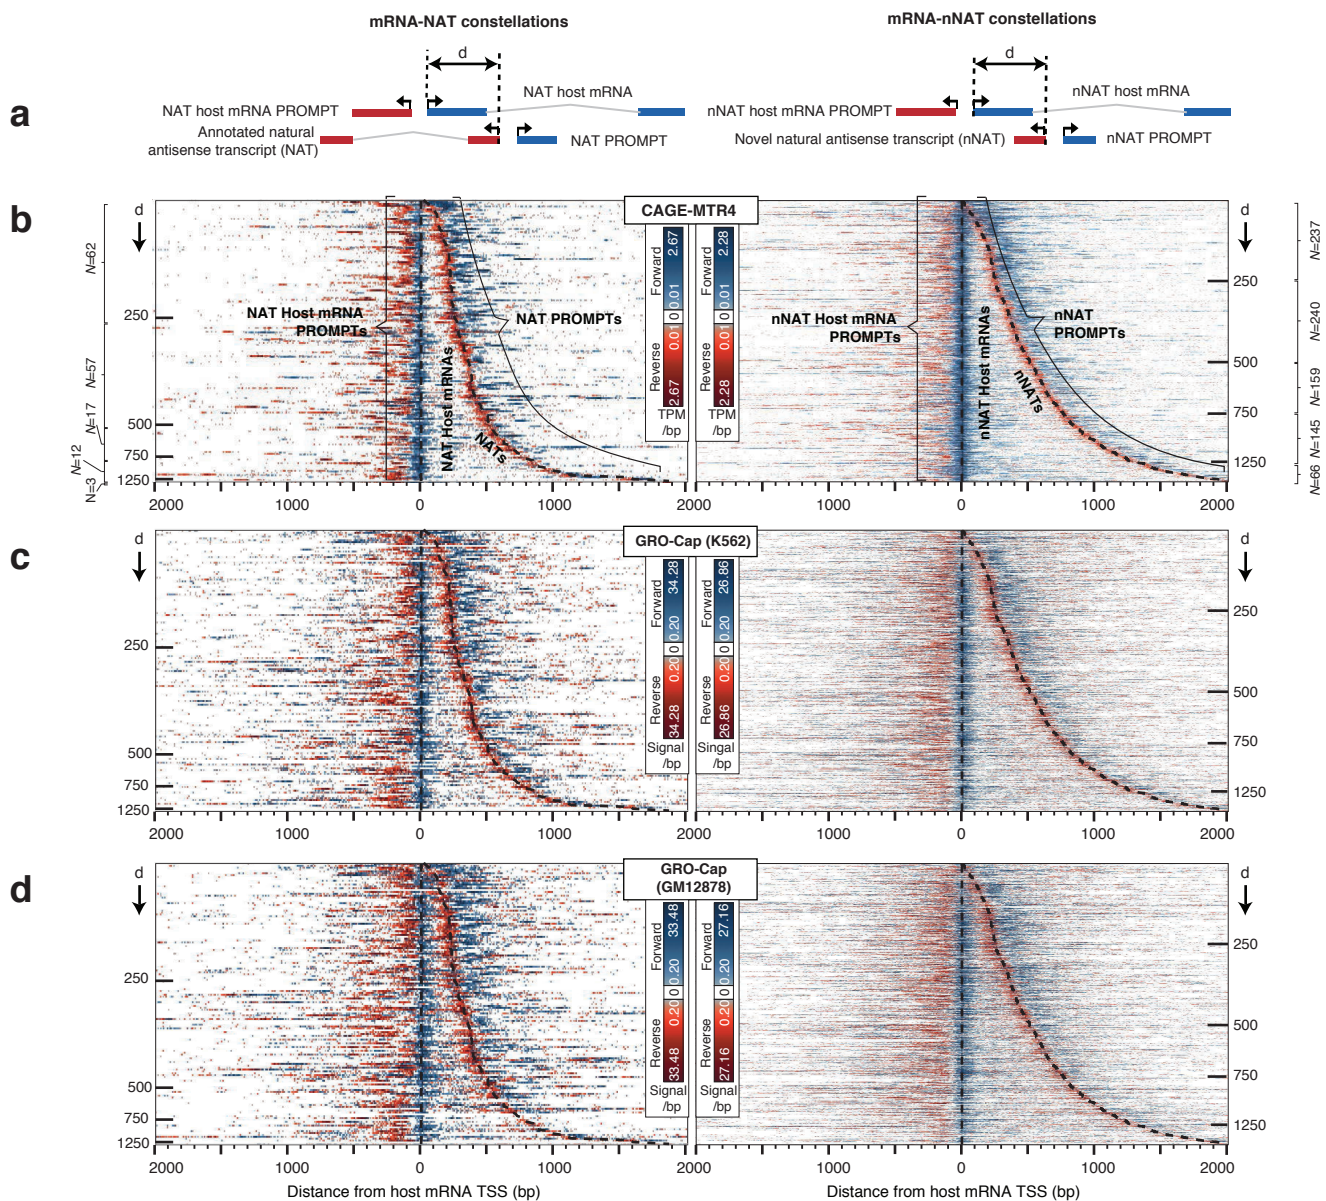 mRNA-NAT constellations
mRNA-nNAT constellations
a
d
NAT host mRNA
NAT host mRNA PROMPT
Annotated natural
antisense transcript (NAT)
NAT PROMPT
d
nNAT host mRNA
nNAT host mRNA PROMPT
Novel natural antisense transcript (nNAT)
nNAT PROMPT
b
CAGE-MTR4
d
N=62
N=57
N=17
N=12
N=3
250
500
750
1250
NAT Host mRNA
PROMPTs
NAT Host mRNAs
NATs
NAT PROMPTs
Forward
2.67
0.01
0
0.01
2.67
Reverse
TPM
/bp
Forward
2.28
0.01
0
0.01
2.28
Reverse
TPM
/bp
nNAT Host mRNA
PROMPTs
nNAT Host mRNAs
nNATs
nNAT
PROMPTs
d
250
500
750
1250
N=237
N=240
N=159
N=145
N=66
2000 1000 0 1000 2000
1000 0 1000 2000
c
GRO-Cap (K562)
d
250
500
750
1250
Forward
34.28
0.20
0
0.20
34.28
Reverse
Signal
/bp
Forward
26.86
0.20
0
0.20
26.86
Reverse
Singal
/bp
d
250
500
750
1250
2000 1000 0 1000 2000
1000 0 1000 2000
d
GRO-Cap
(GM12878)
d
250
500
750
1250
Forward
33.48
0.20
0
0.20
33.48
Reverse
Signal
/bp
Forward
27.16
0.20
0
0.20
27.16
Reverse
Signal
/bp
d
250
500
750
1250
2000 1000 0 1000 2000
1000 0 1000 2000
Distance from host mRNA TSS (bp)
Distance from host mRNA TSS (bp)